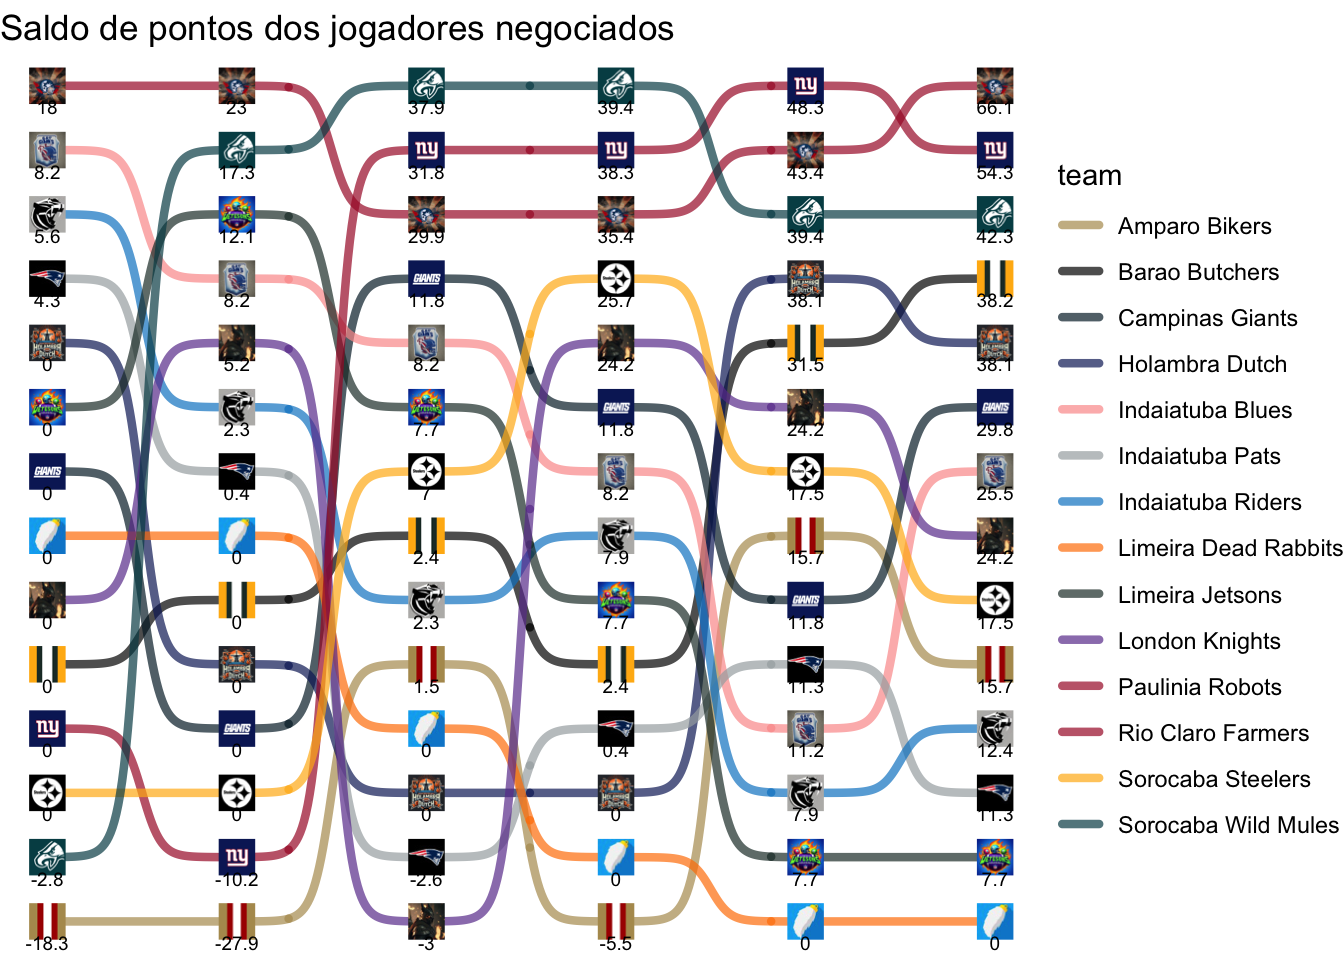 Saldo de pontos dos jogadores negociados
18 23 37.9 39.4 48.3 66.1
8.2 17.3 31.8 38.3 43.4 54.3
5.6 12.1 29.9 35.4 39.4 42.3
4.3 8.2 11.8 25.7 38.1 38.2
0 5.2 8.2 24.2 31.5 38.1
0 2.3 7.7 11.8 24.2 29.8
0 0.4 7 8.2 17.5 25.5
0 0 2.4 7.9 15.7 24.2
0 0 2.3 7.7 11.8 17.5
0 0 1.5 2.4 11.3 15.7
0 0 0 0.4 11.2 12.4
0 0 0 0 7.9 11.3
-2.8 -10.2 -2.6 0 7.7 7.7
-18.3 -27.9 -3 -5.5 0 0
team
Amparo Bikers
Barao Butchers
Campinas Giants
Holambra Dutch
Indaiatuba Blues
Indaiatuba Pats
Indaiatuba Riders
Limeira Dead Rabbits
Limeira Jetsons
London Knights
Paulinia Robots
Rio Claro Farmers
Sorocaba Steelers
Sorocaba Wild Mules